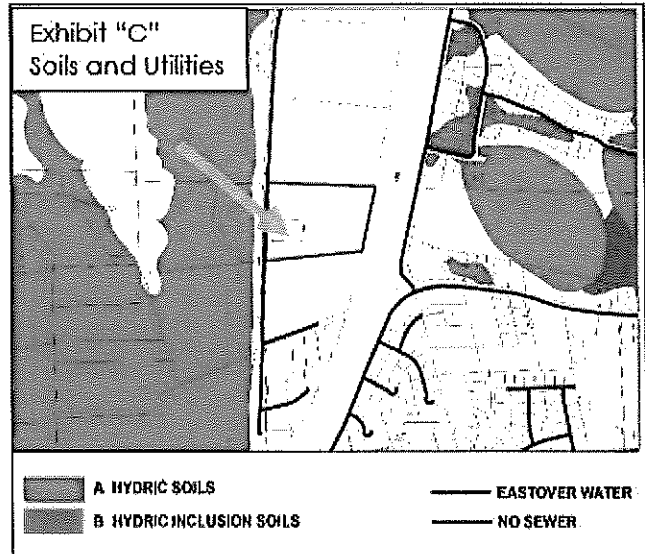 Exhibit "C"
Soils and Utilities
A HYDRIC SOILS
B HYDRIC INCLUSION SOILS
EASTOVER WATER
NO SEWER